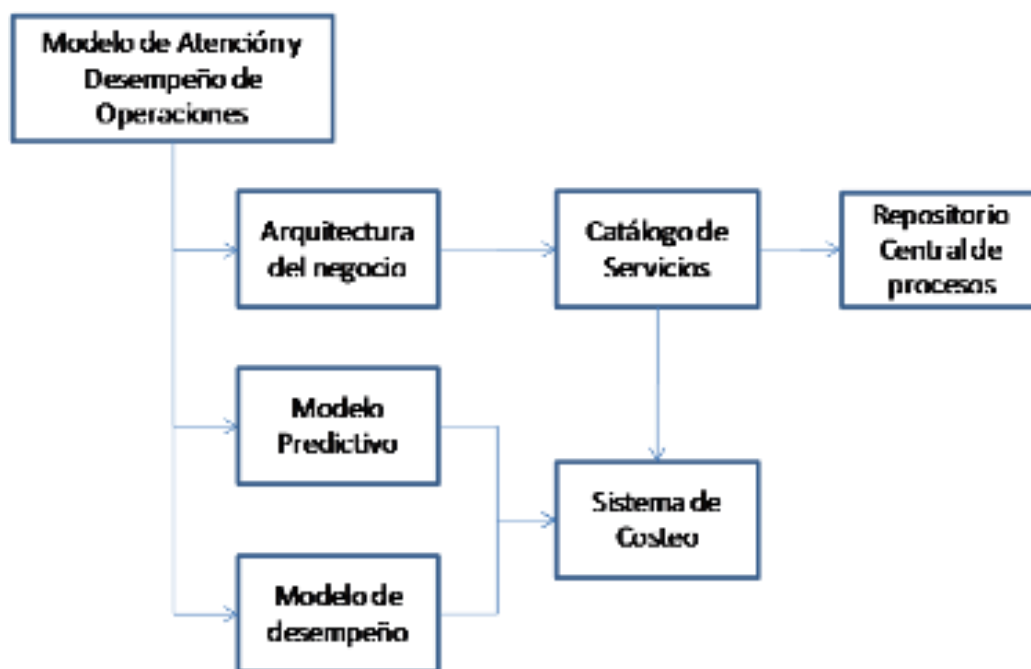 Modelo de Atención y
Desempeño de
Operaciones
Arquitectura
del negocio
Catálogo de
Servicios
Repositorio
Central de
procesos
Modelo
Predictivo
Sistema de
Costeo
Modelo de
desempeño